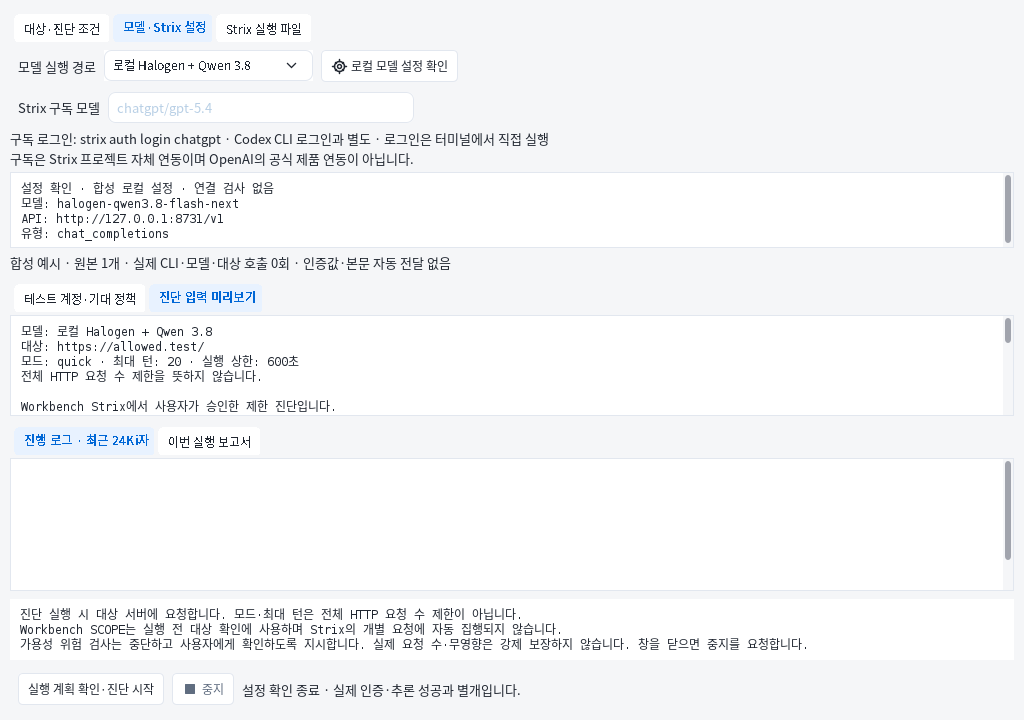 대상·진단 조건
모델·Strix 설정
Strix 실행 파일
모델 실행 경로
로컬 Halogen + Qwen 3.8
로컬 모델 설정 확인
Strix 구독 모델
chatgpt/gpt-5.4
구독 로그인: strix auth login chatgpt · Codex CLI 로그인과 별도 · 로그인은 터미널에서 직접 실행
구독은 Strix 프로젝트 자체 연동이며 OpenAI의 공식 제품 연동이 아닙니다.
설정 확인 · 합성 로컬 설정 · 연결 검사 없음
모델: halogen-qwen3.8-flash-next
API: http://127.0.0.1:8731/v1
유형: chat_completions
합성 예시 · 원본 1개 · 실제 CLI·모델·대상 호출 0회 · 인증값·본문 자동 전달 없음
테스트 계정·기대 정책
진단 입력 미리보기
모델: 로컬 Halogen + Qwen 3.8
대상: https://allowed.test/
모드: quick · 최대 턴: 20 · 실행 상한: 600초
전체 HTTP 요청 수 제한을 뜻하지 않습니다.
Workbench Strix에서 사용자가 승인한 제한 진단입니다.
진행 로그 · 최근 24Ki자
이번 실행 보고서
진단 실행 시 대상 서버에 요청합니다. 모드·최대 턴은 전체 HTTP 요청 수 제한이 아닙니다.
Workbench SCOPE는 실행 전 대상 확인에 사용하며 Strix의 개별 요청에 자동 집행되지 않습니다.
가용성 위험 검사는 중단하고 사용자에게 확인하도록 지시합니다. 실제 요청 수·무영향은 강제 보장하지 않습니다. 창을 닫으면 중지를 요청합니다.
실행 계획 확인·진단 시작
중지
설정 확인 종료 · 실제 인증·추론 성공과 별개입니다.